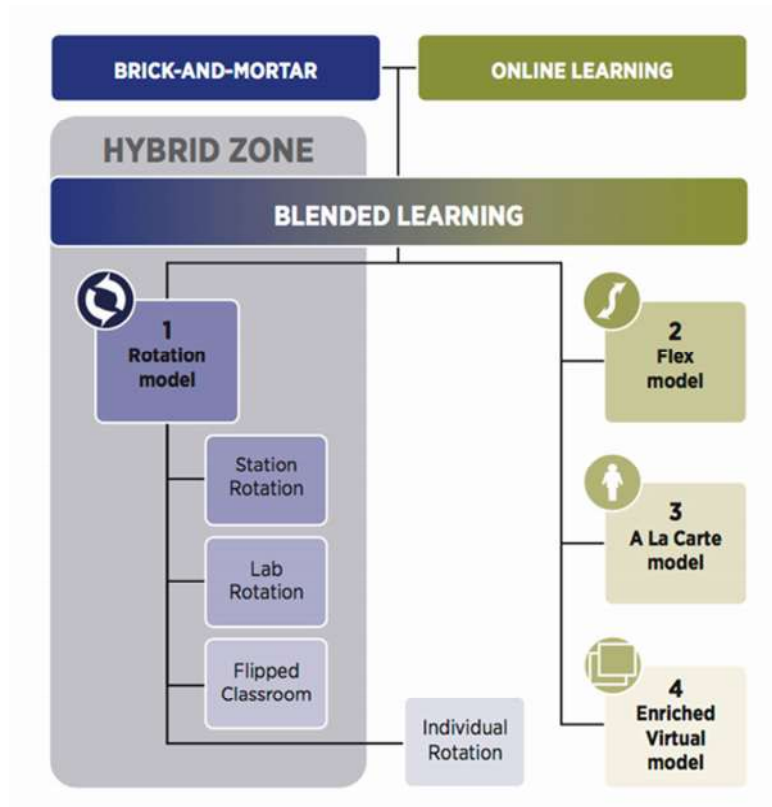 BRICK-AND-MORTAR
ONLINE LEARNING
HYBRID ZONE
BLENDED LEARNING
1
Rotation
model
Station
Rotation
Lab
Rotation
Flipped
Classroom
Individual
Rotation
2
Flex
model
3
A La Carte
model
4
Enriched
Virtual
model